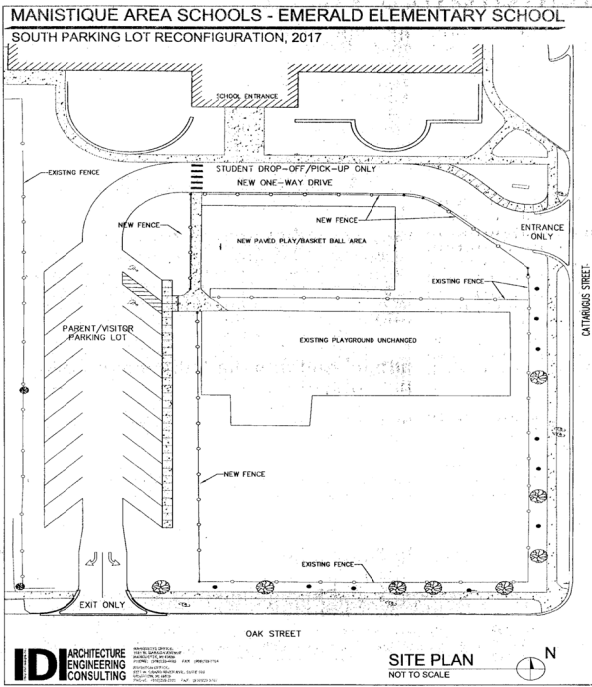 MANISTIQUE AREA SCHOOLS - EMERALD ELEMENTARY SCHOOL
SOUTH PARKING LOT RECONFIGURATION, 2017
SCHOOL ENTRANCE
EXISTING FENCE
STUDENT DROP-OFF/PICK-UP ONLY
NEW ONE-WAY DRIVE
NEW FENCE
NEW FENCE
ENTRANCE
ONLY
NEW PAVED PLAY/BASKET BALL AREA
EXISTING FENCE
CATTARUGUS STREET
PARENT/VISITOR
PARKING LOT
EXISTING PLAYGROUND UNCHANGED
NEW FENCE
EXISTING FENCE
EXIT ONLY
OAK STREET
IDI
ARCHITECTURE
ENGINEERING
CONSULTING
SITE PLAN
NOT TO SCALE
N